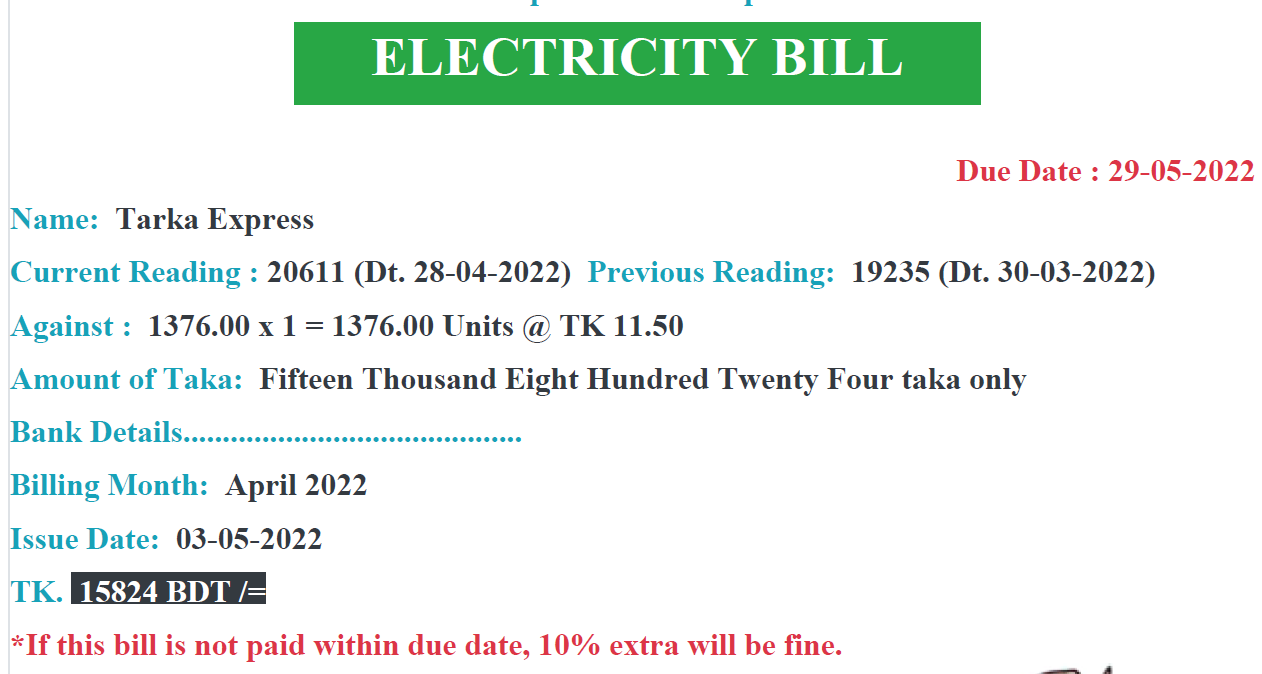 ELECTRICITY BILL
Due Date : 29-05-2022
Name: Tarka Express
Current Reading : 20611 (Dt. 28-04-2022) Previous Reading: 19235 (Dt. 30-03-2022)
Against : 1376.00 x 1 = 1376.00 Units @ TK 11.50
Amount of Taka: Fifteen Thousand Eight Hundred Twenty Four taka only
Bank Details...........................................
Billing Month: April 2022
Issue Date: 03-05-2022
TK. 15824 BDT /=
*If this bill is not paid within due date, 10% extra will be fine.